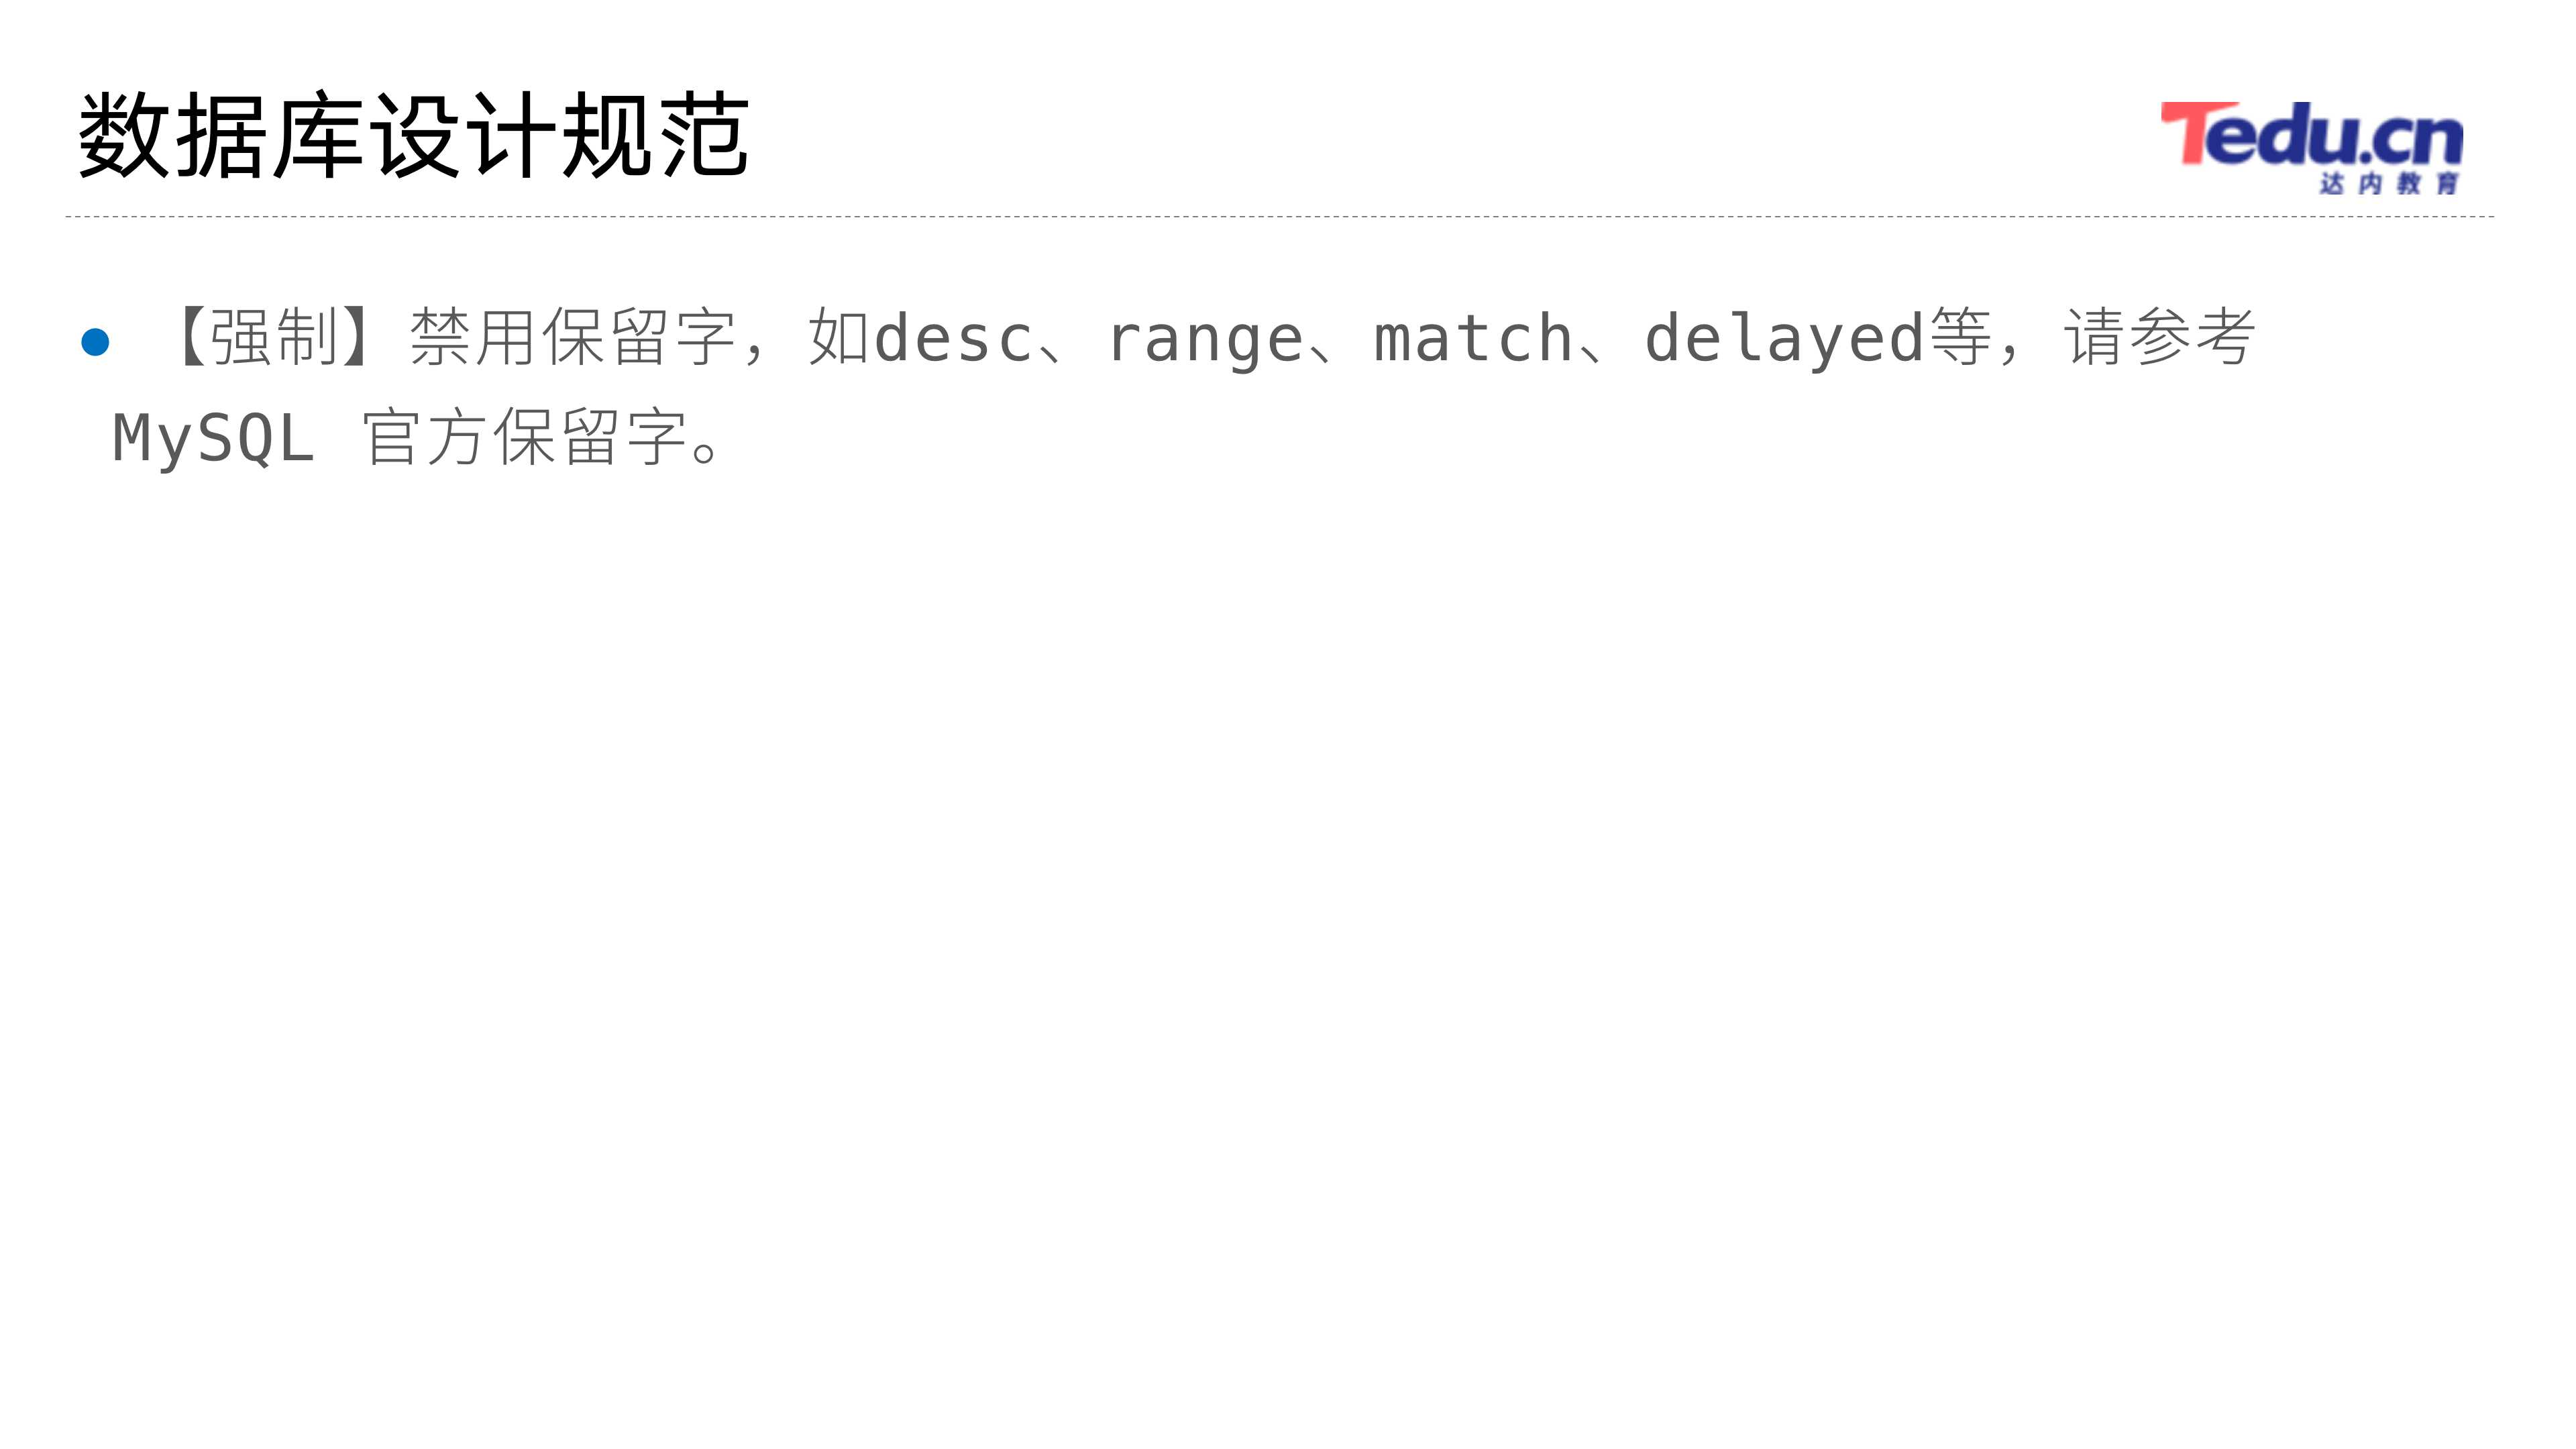 数据库设计规范
Tedu.cn
达内教育
【强制】禁用保留字，如desc、range、match、delayed等，请参考
MySQL 官方保留字。